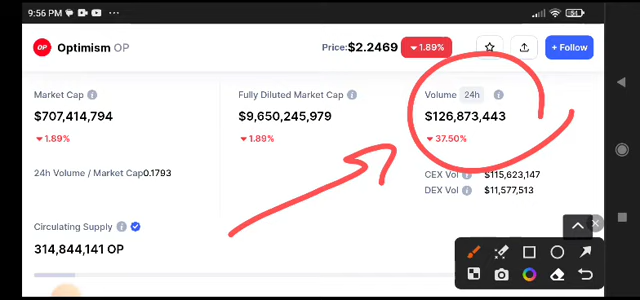 9:56 PM
OP Optimism OP
Price:$2.2469 1.89%
+ Follow
Market Cap
$707,414,794
1.89%
24h Volume / Market Cap0.1793
Circulating Supply
314,844,141 OP
Fully Diluted Market Cap
$9,650,245,979
1.89%
Volume 24h
$126,873,443
37.50%
CEX Vol $115,623,147
DEX Vol $11,577,513